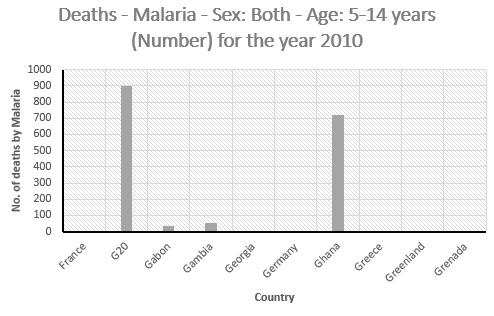 Deaths - Malaria - Sex: Both - Age: 5-14 years
(Number) for the year 2010
No. of deaths by Malaria
1000
900
800
700
600
500
400
300
200
100
0
France
G20
Gabon
Gambia
Georgia
Germany
Ghana
Greece
Greenland
Grenada
Country